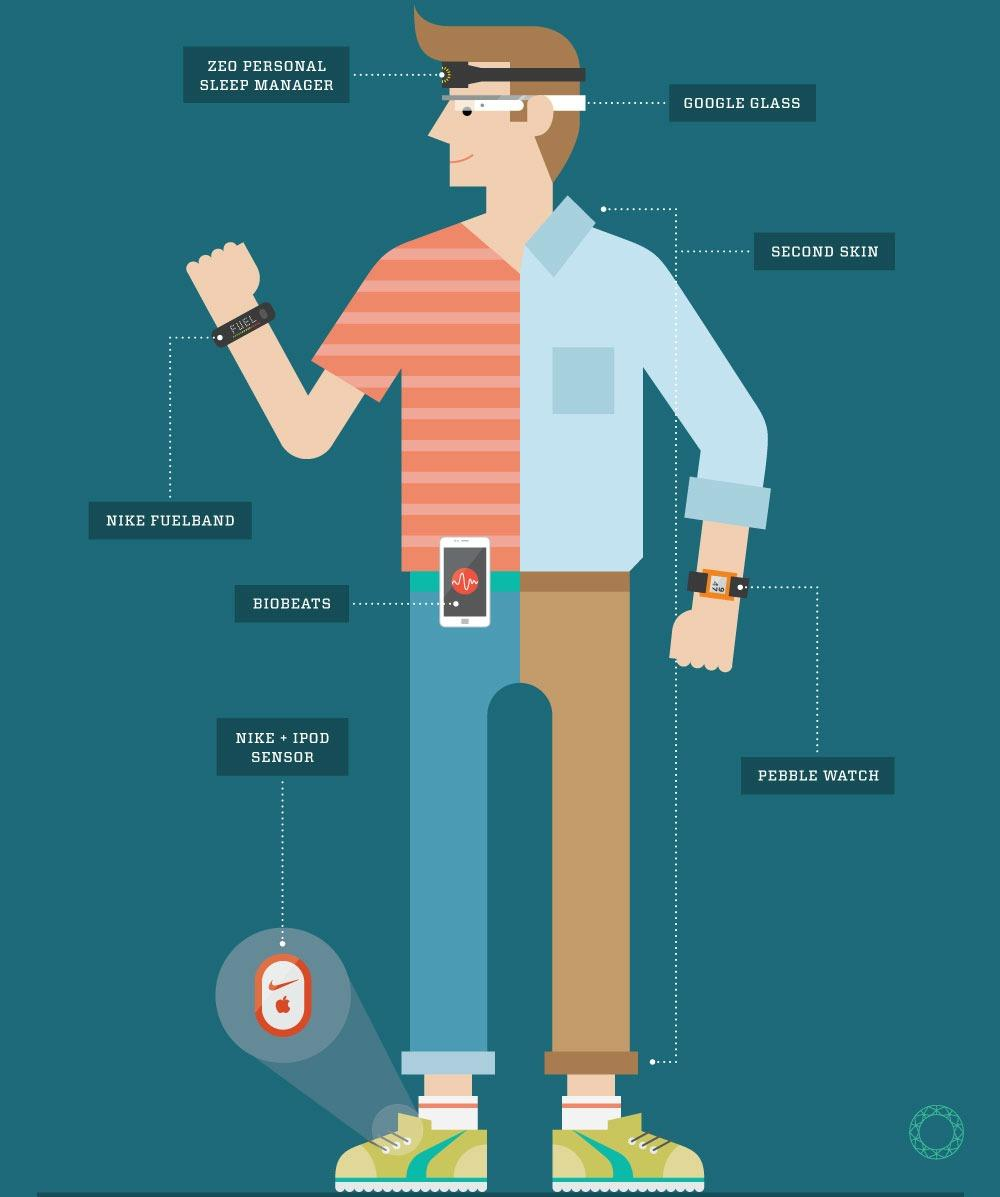 ZEO PERSONAL
SLEEP MANAGER
GOOGLE GLASS
SECOND SKIN
FUEL
NIKE FUELBAND
BIOBEATS
NIKE + IPOD
SENSOR
PEBBLE WATCH